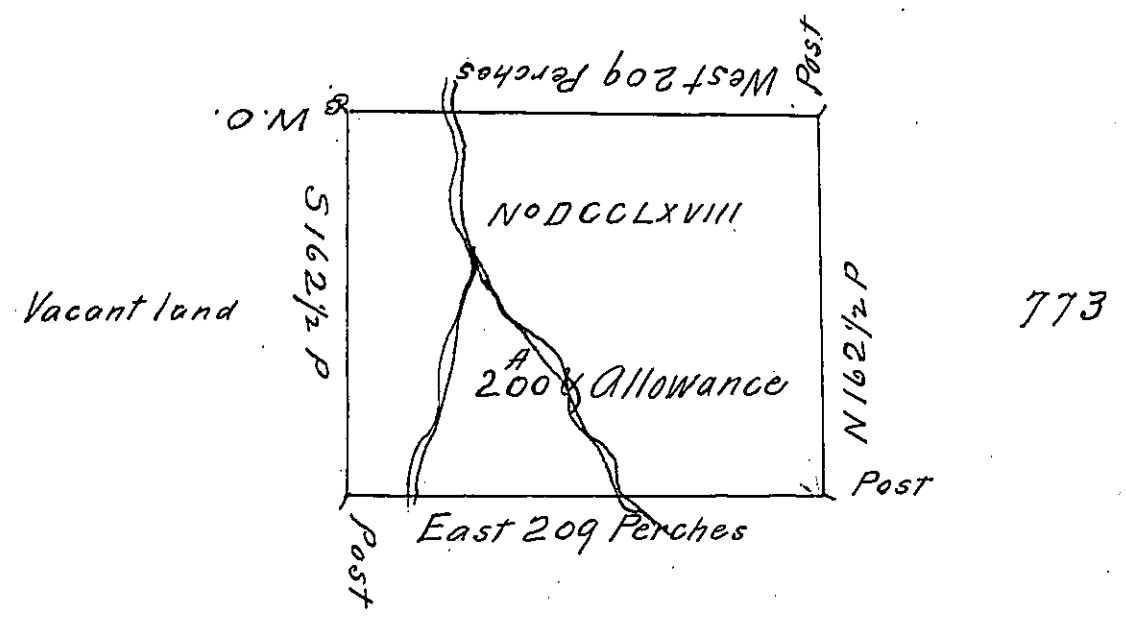 West 209 Perches
Post
W.O.
S 162½ P
No DCCLXVIII
Vacant land
N 162½ P
773
200 A & Allowance
Post
East 209 Perches
Post